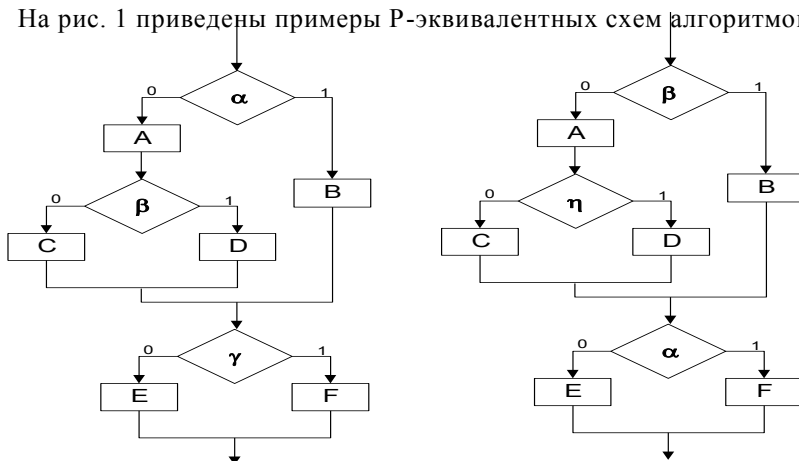 На рис. 1 приведены примеры Р-эквивалентных схем алгоритмо
α
0
1
A
B
β
0
1
C
D
γ
0
1
E
F
β
0
1
A
B
η
0
1
C
D
α
0
1
E
F